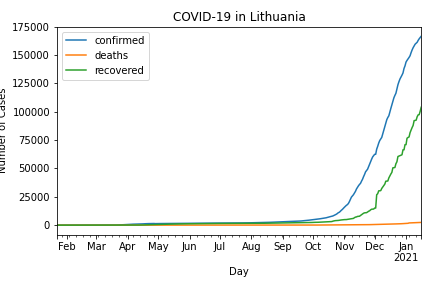 COVID-19 in Lithuania
confirmed
deaths
recovered
175000
150000
125000
100000
75000
50000
25000
0
Number of Cases
Feb Mar Apr May Jun Jul Aug Sep Oct Nov Dec Jan
2021
Day